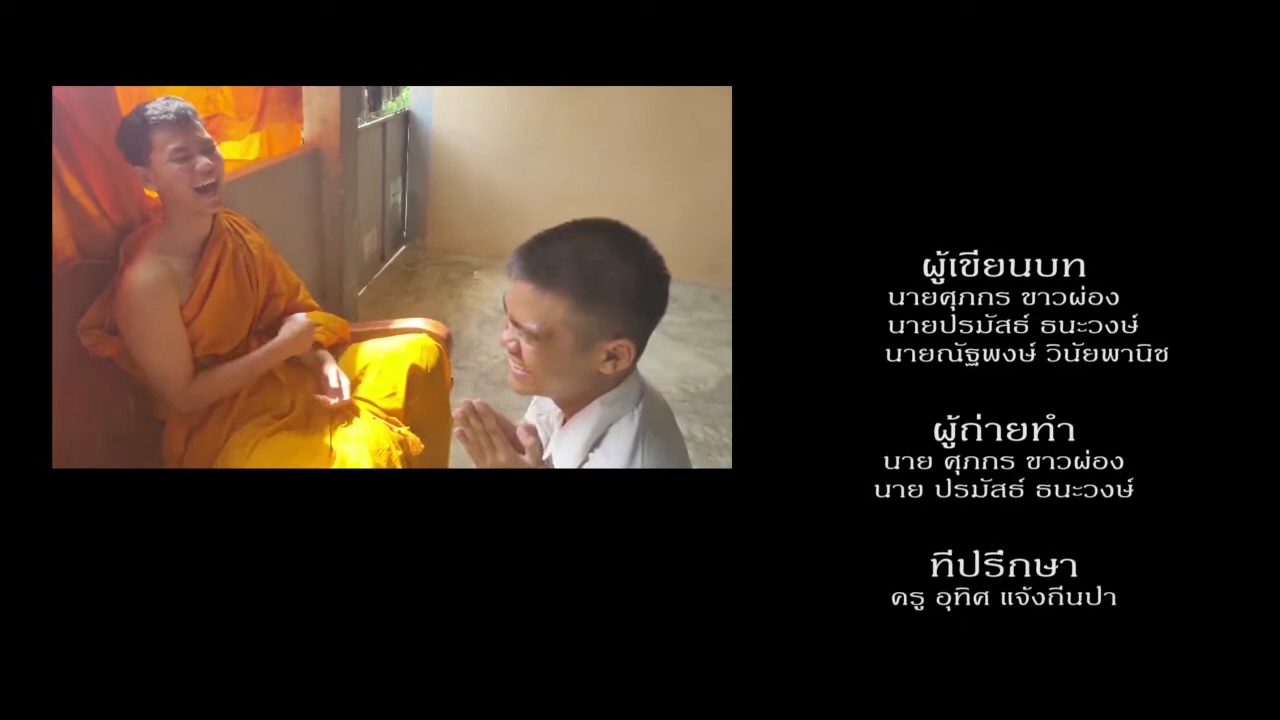 ผู้เขียนบท
นายศุภกร ขาวผ่อง
นายปรมัสธ์ ธนะวงษ์
นายณัฐพงษ์ วินัยพานิช
ผู้ถ่ายทำ
นาย ศุภกร ขาวผ่อง
นาย ปรมัสธ์ ธนะวงษ์
ที่ปรึกษา
ครู อุทิศ แจ้งถิ่นป่า